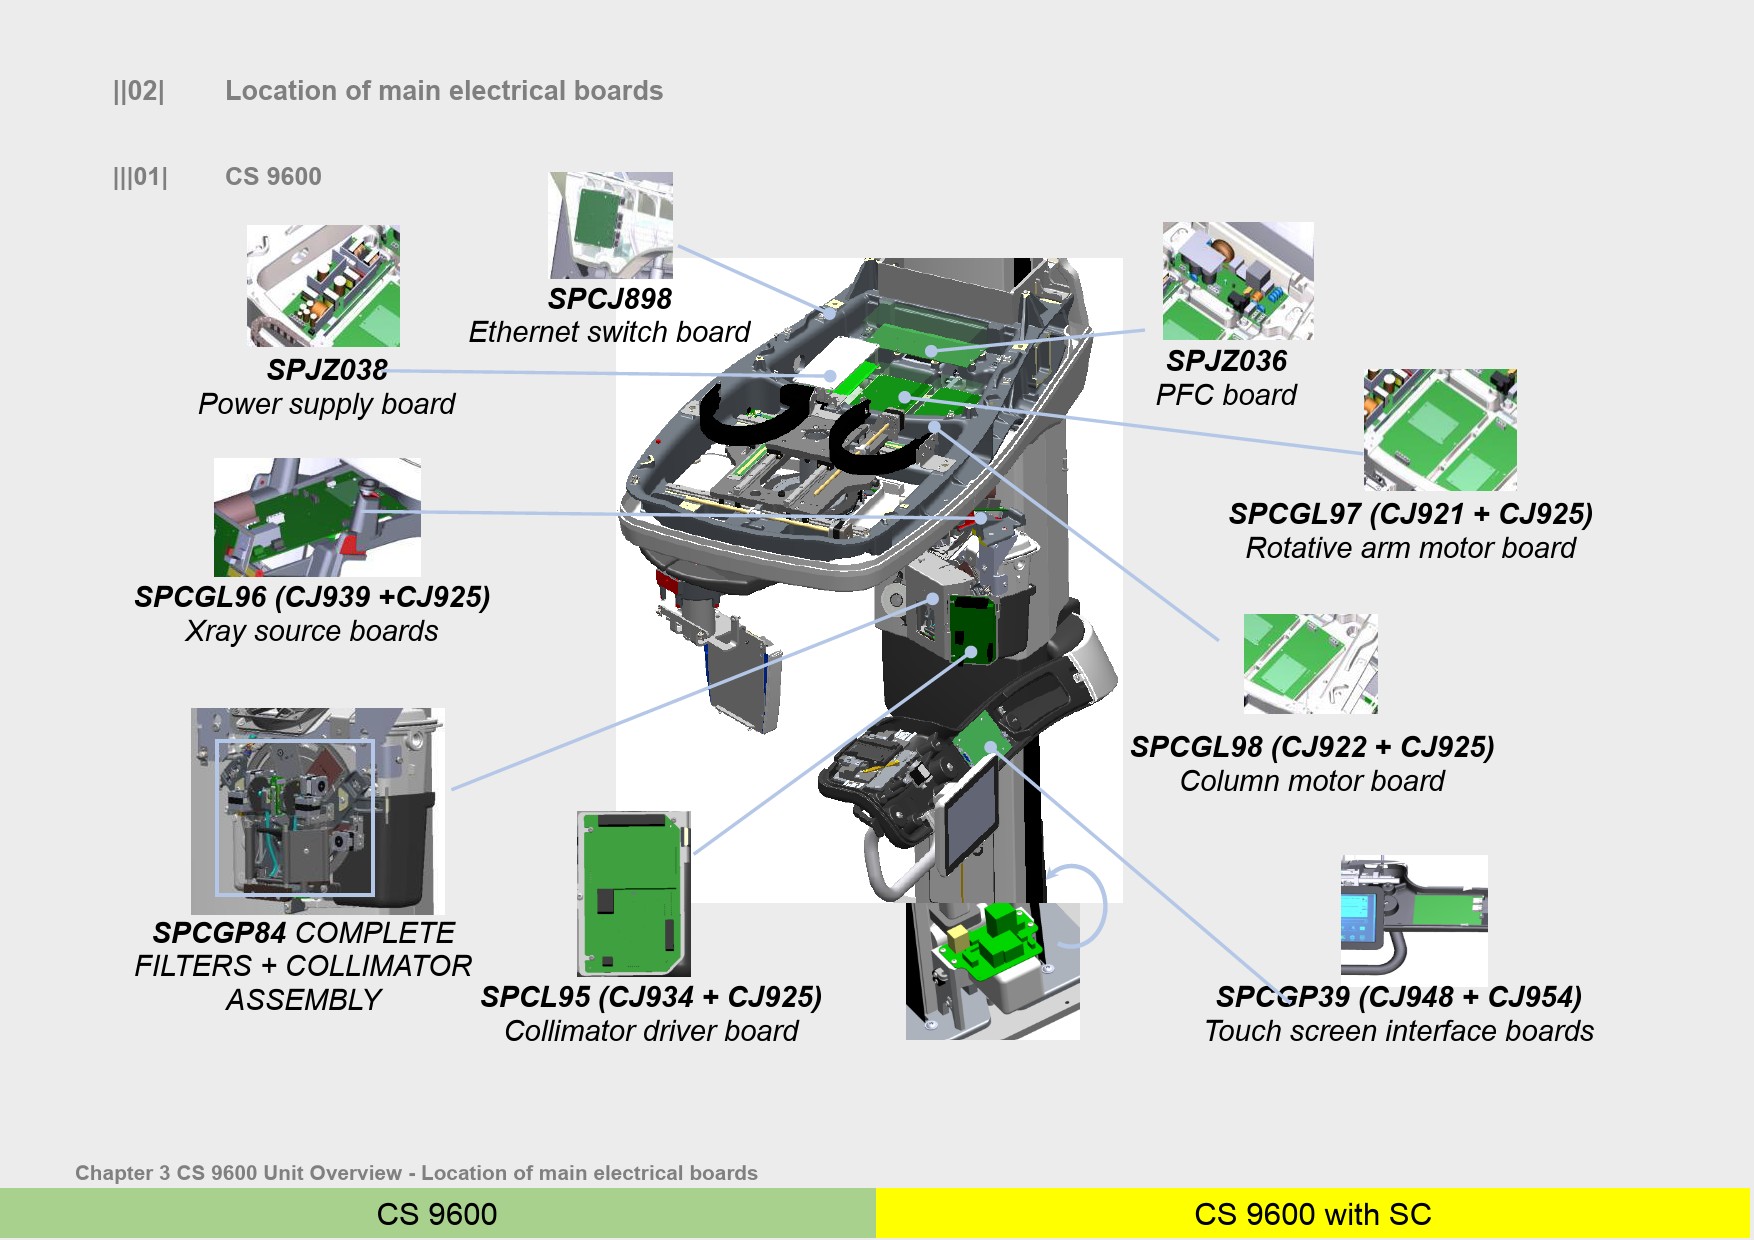 ||02| Location of main electrical boards
|||01| CS 9600
SPCJ898
Ethernet switch board
SPJZ038
Power supply board
SPJZ036
PFC board
SPCGL97 (CJ921 + CJ925)
Rotative arm motor board
SPCGL96 (CJ939 +CJ925)
Xray source boards
SPCGL98 (CJ922 + CJ925)
Column motor board
SPCGP84 COMPLETE
FILTERS + COLLIMATOR
ASSEMBLY
SPCL95 (CJ934 + CJ925)
Collimator driver board
SPCGP39 (CJ948 + CJ954)
Touch screen interface boards
Chapter 3 CS 9600 Unit Overview - Location of main electrical boards
CS 9600
CS 9600 with SC